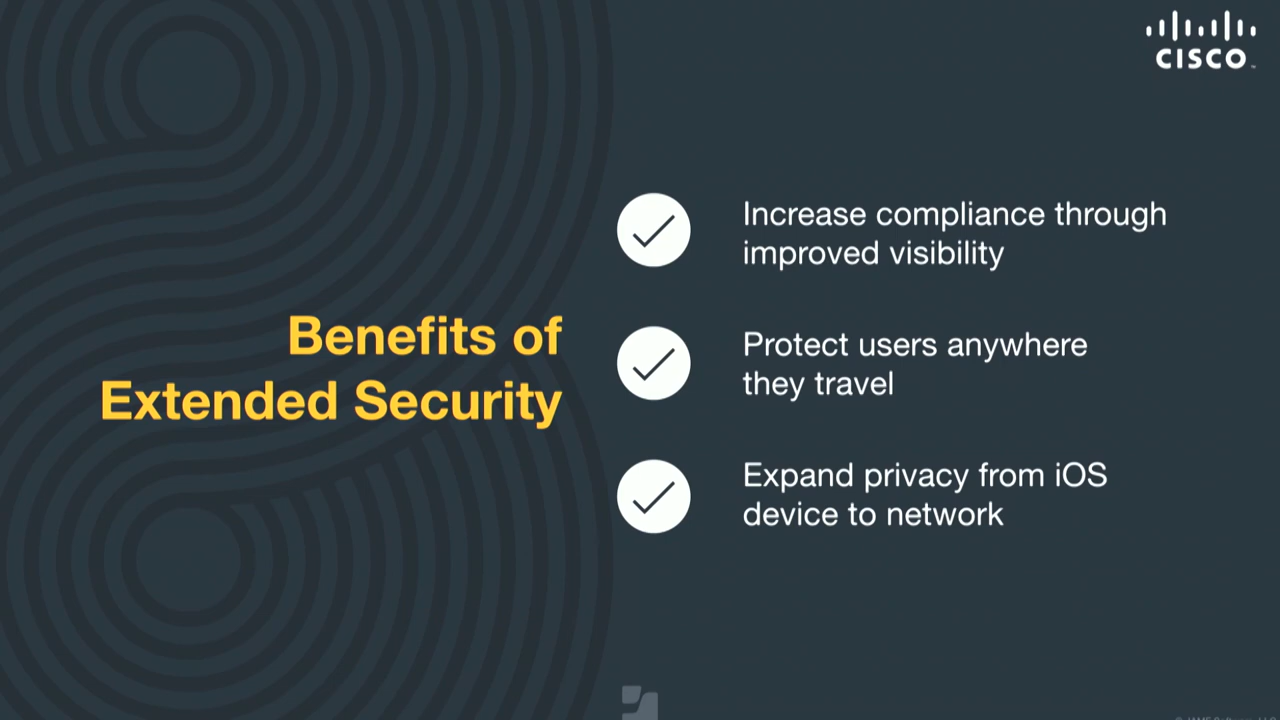 CISCO
Benefits of
Extended Security
Increase compliance through
improved visibility
Protect users anywhere
they travel
Expand privacy from iOS
device to network